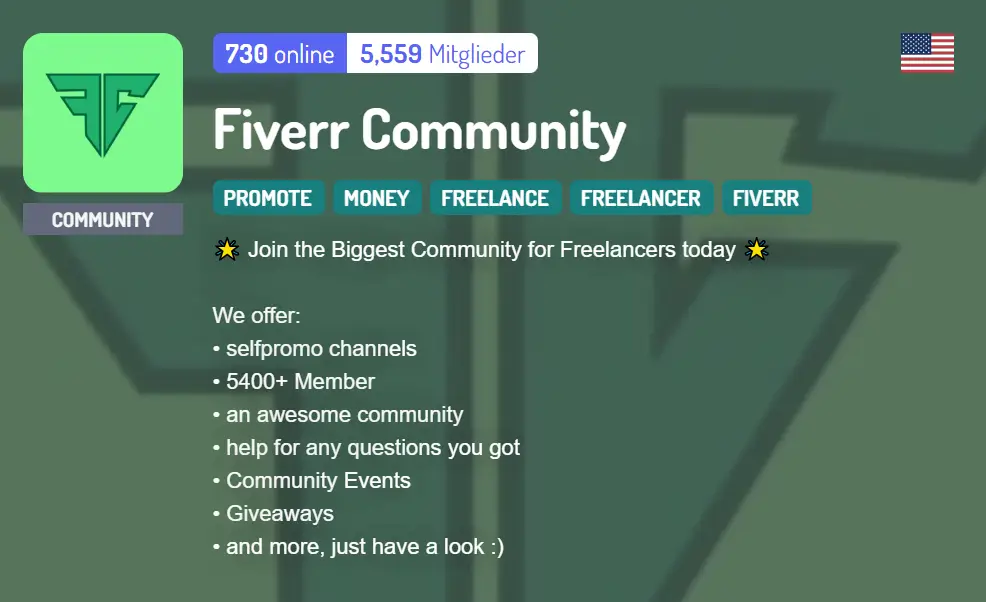 730 online 5,559 Mitglieder
Fiverr Community
PROMOTE MONEY FREELANCE FREELANCER FIVERR
COMMUNITY
🌟 Join the Biggest Community for Freelancers today 🌟
We offer:
• selfpromo channels
• 5400+ Member
• an awesome community
• help for any questions you got
• Community Events
• Giveaways
• and more, just have a look :)